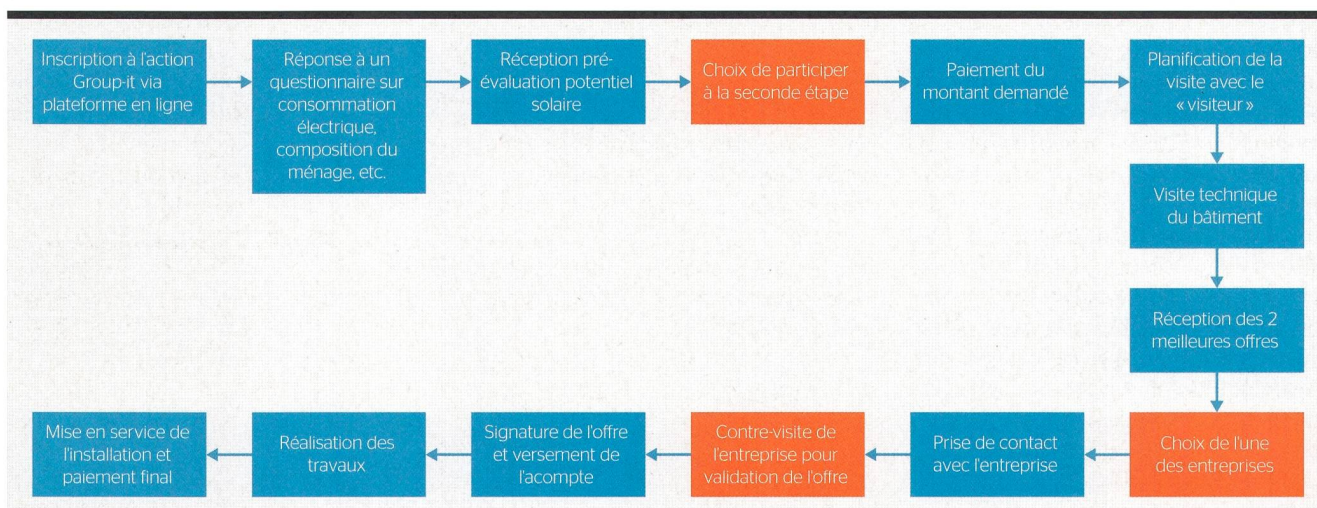 Inscription à l'action
Group-it via
plateforme en ligne
Réponse à un
questionnaire sur
consommation
électrique,
composition du
ménage, etc.
Réception pré-
évaluation potentiel
solaire
Choix de participer
à la seconde étape
Paiement du
montant demandé
Planification de la
visite avec le
« visiteur »
Visite technique
du bâtiment
Réception des 2
meilleures offres
Choix de l'une
des entreprises
Prise de contact
avec l'entreprise
Contre-visite de
l'entreprise pour
validation de l'offre
Signature de l'offre
et versement de
l'acompte
Réalisation des
travaux
Mise en service de
l'installation et
paiement final